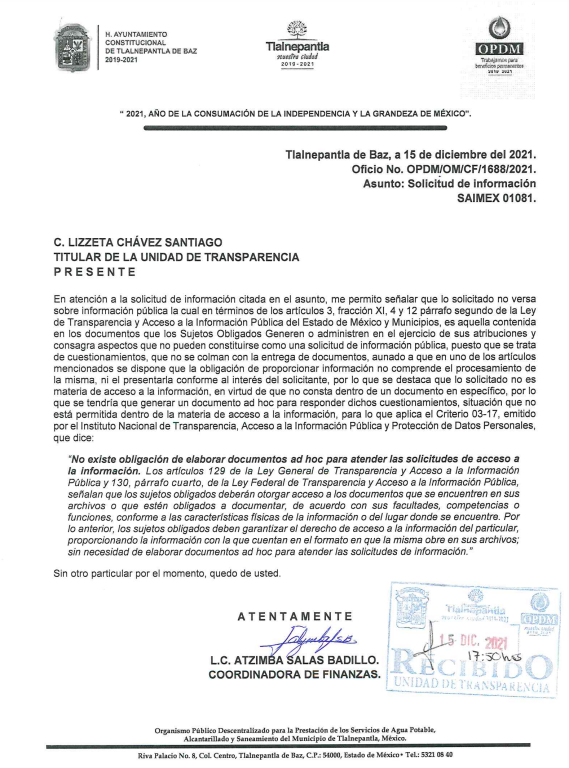 H. AYUNTAMIENTO
CONSTITUCIONAL
DE TLALNEPANTLA DE BAZ
2019-2021
Tlalnepantla
nuestra ciudad
2019-2021
OPDM
Trabajamos para
beneficios permanentes
2019 2021
“ 2021, AÑO DE LA CONSUMACIÓN DE LA INDEPENDENCIA Y LA GRANDEZA DE MÉXICO”.
Tlalnepantla de Baz, a 15 de diciembre del 2021.
Oficio No. OPDM/OM/CF/1688/2021.
Asunto: Solicitud de información
SAIMEX 01081.
C. LIZZETA CHÁVEZ SANTIAGO
TITULAR DE LA UNIDAD DE TRANSPARENCIA
P R E S E N T E
En atención a la solicitud de información citada en el asunto, me permito señalar que lo solicitado no versa
sobre información pública la cual en términos de los artículos 3, fracción XI, 4 y 12 párrafo segundo de la Ley
de Transparencia y Acceso a la Información Pública del Estado de México y Municipios, es aquella contenida
en los documentos que los Sujetos Obligados Generen o administren en el ejercicio de sus atribuciones y
consagra aspectos que no pueden constituirse como una solicitud de información pública, puesto que se trata
de cuestionamientos, que no se colman con la entrega de documentos, aunado a que en uno de los artículos
mencionados se dispone que la obligación de proporcionar información no comprende el procesamiento de
la misma, ni el presentarla conforme al interés del solicitante, por lo que se destaca que lo solicitado no es
materia de acceso a la información, en virtud de que no consta dentro de un documento en específico, por lo
que se tendría que generar un documento ad hoc para responder dichos cuestionamientos, situación que no
está permitida dentro de la materia de acceso a la información, para lo que aplica el Criterio 03-17, emitido
por el Instituto Nacional de Transparencia, Acceso a la Información Pública y Protección de Datos Personales,
que dice:
“No existe obligación de elaborar documentos ad hoc para atender las solicitudes de acceso a
la información. Los artículos 129 de la Ley General de Transparencia y Acceso a la Información
Pública y 130, párrafo cuarto, de la Ley Federal de Transparencia y Acceso a la Información Pública,
señalan que los sujetos obligados deberán otorgar acceso a los documentos que se encuentren en sus
archivos o que estén obligados a documentar, de acuerdo con sus facultades, competencias o
funciones, conforme a las características físicas de la información o del lugar donde se encuentre. Por
lo anterior, los sujetos obligados deben garantizar el derecho de acceso a la información del particular,
proporcionando la información con la que cuentan en el formato en que la misma obre en sus archivos;
sin necesidad de elaborar documentos ad hoc para atender las solicitudes de información.”
Sin otro particular por el momento, quedo de usted.
A T E N T A M E N T E
L.C. ATZIMBA SALAS BADILLO.
COORDINADORA DE FINANZAS.
Tlalnepantla
OPDM
15 DIC. 2021
17:50 hrs
RECIBIDO
UNIDAD DE TRANSPARENCIA
Organismo Público Descentralizado para la Prestación de los Servicios de Agua Potable,
Alcantarillado y Saneamiento del Municipio de Tlalnepantla, México.
Riva Palacio No. 8, Col. Centro, Tlalnepantla de Baz, C.P.: 54000, Estado de México• Tel.: 5321 08 40